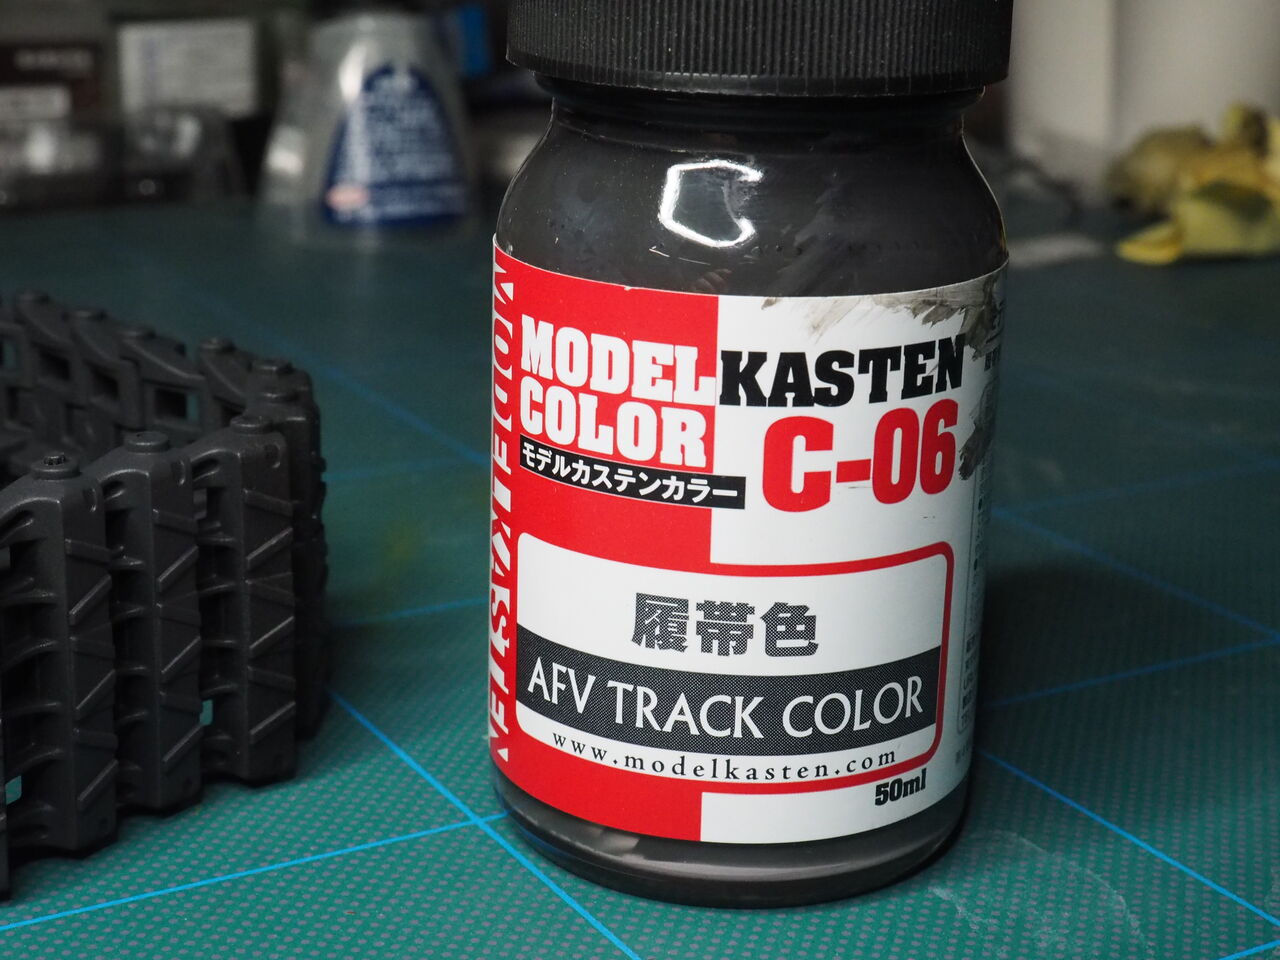 MODELKASTEN
MODEL
KASTEN
COLOR
C-06
モデルカステンカラー
履帯色
AFV TRACK COLOR
www.modelkasten.com
50ml